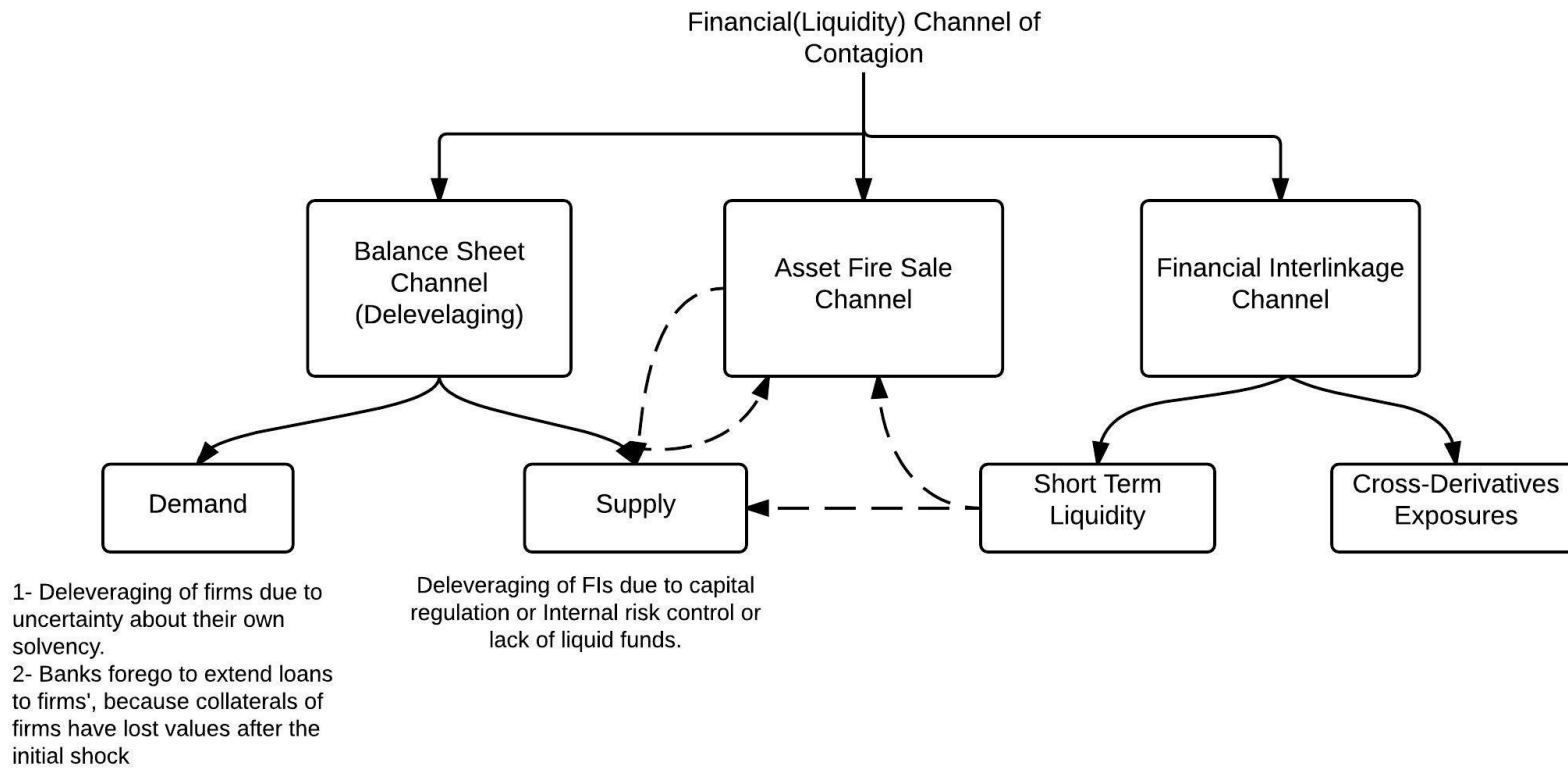 Financial(Liquidity) Channel of
Contagion
Balance Sheet
Channel
(Delevelaging)
Asset Fire Sale
Channel
Financial Interlinkage
Channel
Demand
Supply
Short Term
Liquidity
Cross-Derivatives
Exposures
1- Deleveraging of firms due to
uncertainty about their own
solvency.
2- Banks forego to extend loans
to firms', because collaterals of
firms have lost values after the
initial shock
Deleveraging of FIs due to capital
regulation or Internal risk control or
lack of liquid funds.